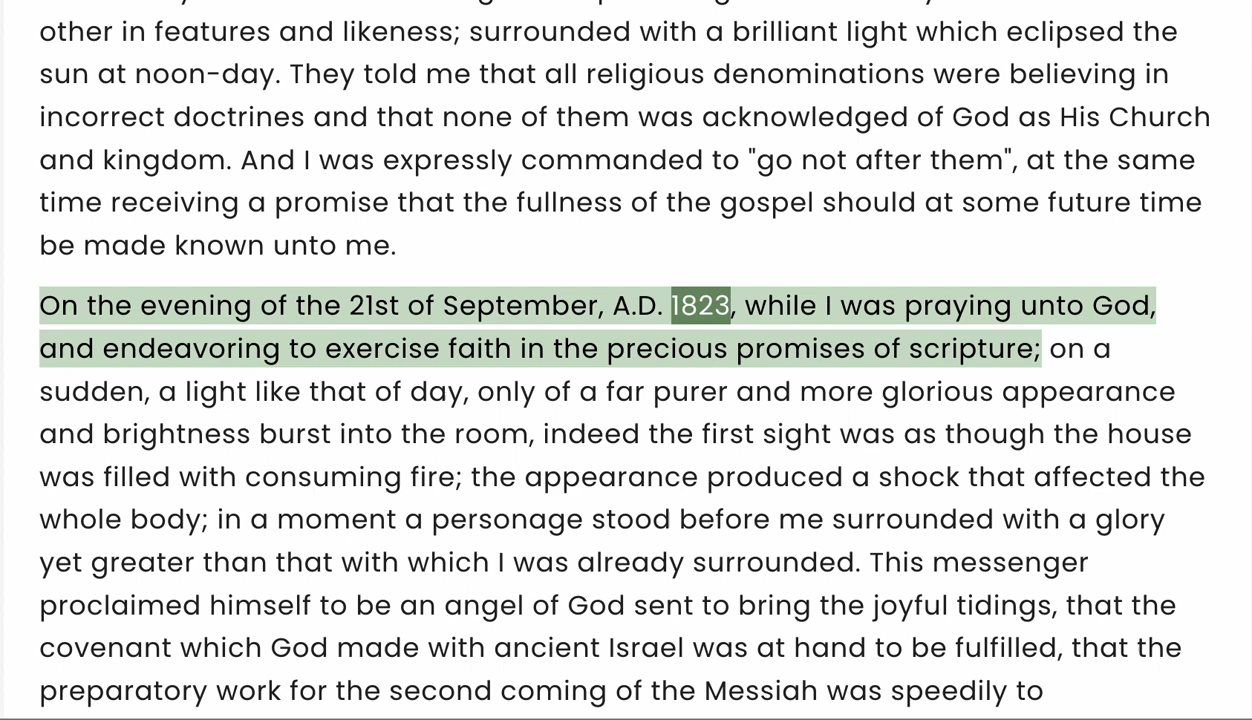 other in features and likeness; surrounded with a brilliant light which eclipsed the
sun at noon-day. They told me that all religious denominations were believing in
incorrect doctrines and that none of them was acknowledged of God as His Church
and kingdom. And I was expressly commanded to "go not after them", at the same
time receiving a promise that the fullness of the gospel should at some future time
be made known unto me.
On the evening of the 21st of September, A.D. 1823, while I was praying unto God,
and endeavoring to exercise faith in the precious promises of scripture; on a
sudden, a light like that of day, only of a far purer and more glorious appearance
and brightness burst into the room, indeed the first sight was as though the house
was filled with consuming fire; the appearance produced a shock that affected the
whole body; in a moment a personage stood before me surrounded with a glory
yet greater than that with which I was already surrounded. This messenger
proclaimed himself to be an angel of God sent to bring the joyful tidings, that the
covenant which God made with ancient Israel was at hand to be fulfilled, that the
preparatory work for the second coming of the Messiah was speedily to